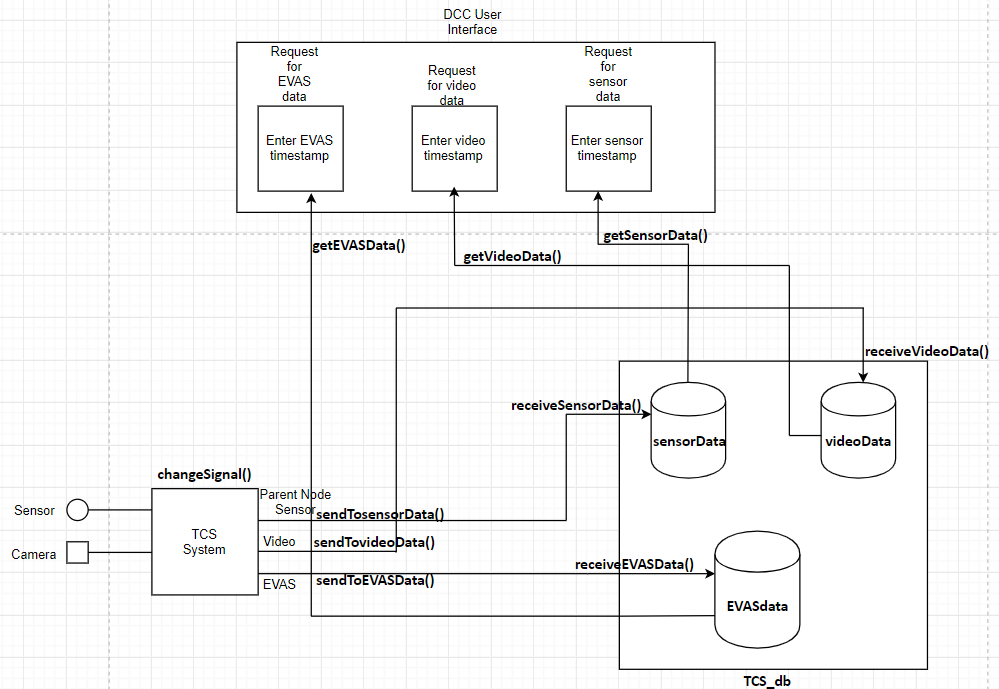 DCC User
Interface
Request
for
EVAS
data
Request
for video
data
Request
for
sensor
data
Enter EVAS
timestamp
Enter video
timestamp
Enter sensor
timestamp
getEVASData()
getVideoData()
getSensorData()
receiveVideoData()
receiveSensorData()
sensorData
videoData
changeSignal()
Parent Node
Sensor
sendTosensorData()
Sensor
TCS
System
Video
sendTovideoData()
Camera
receiveEVASData()
EVAS
sendToEVASData()
EVASdata
TCS_db